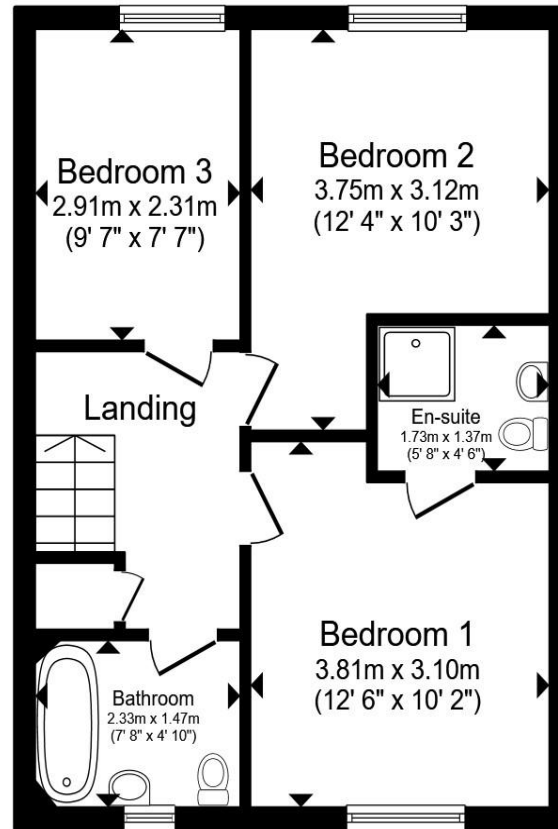 Bedroom 3
2.91m x 2.31m
(9' 7" x 7' 7")
Bedroom 2
3.75m x 3.12m
(12' 4" x 10' 3")
Landing
En-suite
1.73m x 1.37m
(5' 8" x 4' 6")
Bedroom 1
3.81m x 3.10m
(12' 6" x 10' 2")
Bathroom
2.33m x 1.47m
(7' 8" x 4' 10")